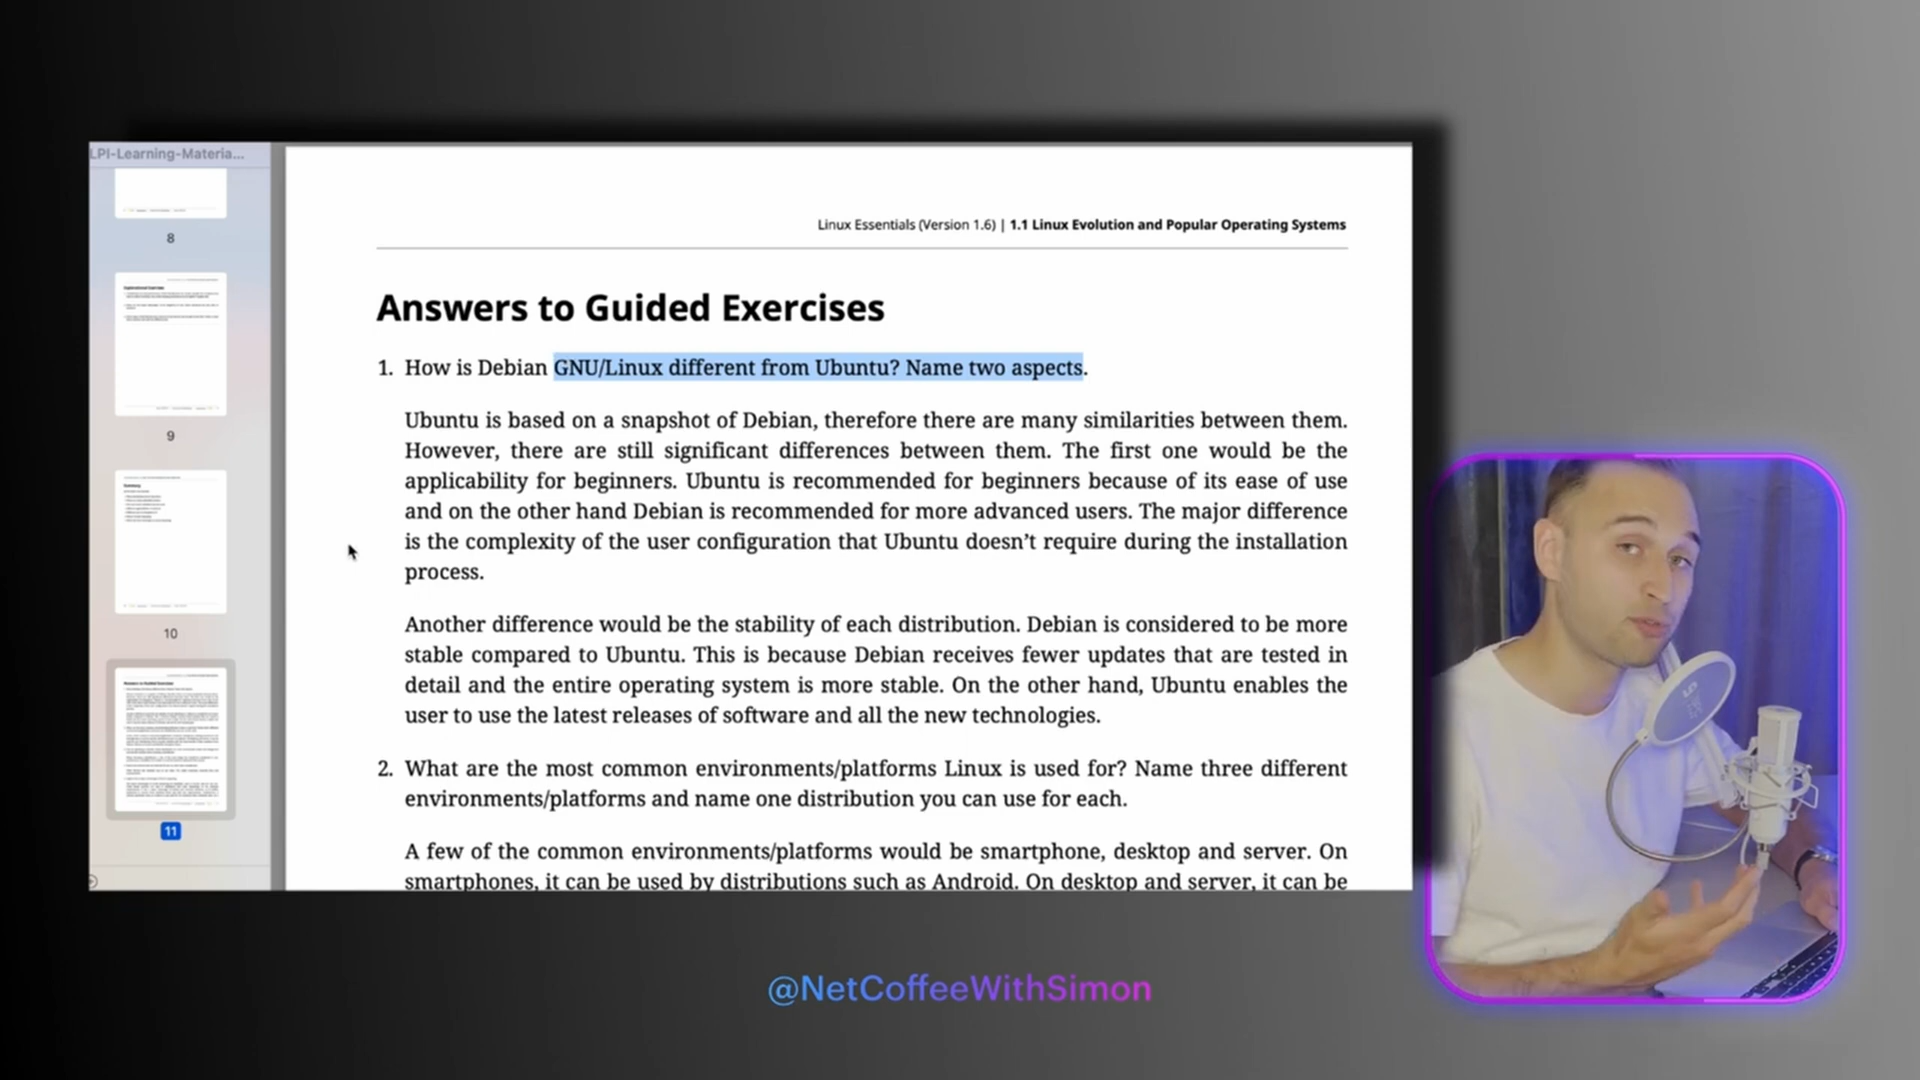 LPI-Learning-Materia...
8
9
10
11
Linux Essentials (Version 1.6) | 1.1 Linux Evolution and Popular Operating Systems
Answers to Guided Exercises
1. How is Debian GNU/Linux different from Ubuntu? Name two aspects.
Ubuntu is based on a snapshot of Debian, therefore there are many similarities between them.
However, there are still significant differences between them. The first one would be the
applicability for beginners. Ubuntu is recommended for beginners because of its ease of use
and on the other hand Debian is recommended for more advanced users. The major difference
is the complexity of the user configuration that Ubuntu doesn’t require during the installation
process.
Another difference would be the stability of each distribution. Debian is considered to be more
stable compared to Ubuntu. This is because Debian receives fewer updates that are tested in
detail and the entire operating system is more stable. On the other hand, Ubuntu enables the
user to use the latest releases of software and all the new technologies.
2. What are the most common environments/platforms Linux is used for? Name three different
environments/platforms and name one distribution you can use for each.
A few of the common environments/platforms would be smartphone, desktop and server. On
smartphones, it can be used by distributions such as Android. On desktop and server, it can be
@NetCoffeeWithSimon